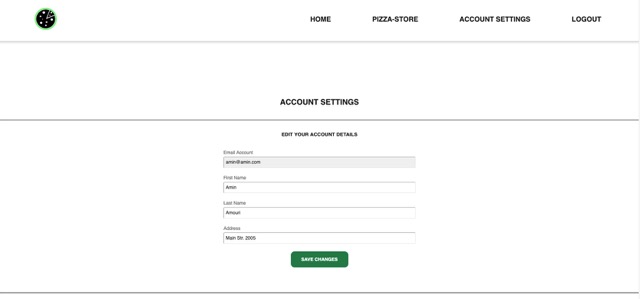 HOME PIZZA-STORE ACCOUNT SETTINGS LOGOUT
ACCOUNT SETTINGS
EDIT YOUR ACCOUNT DETAILS
Email Account
amin@amin.com
First Name
Amin
Last Name
Amouri
Address
Main Str. 2005
SAVE CHANGES